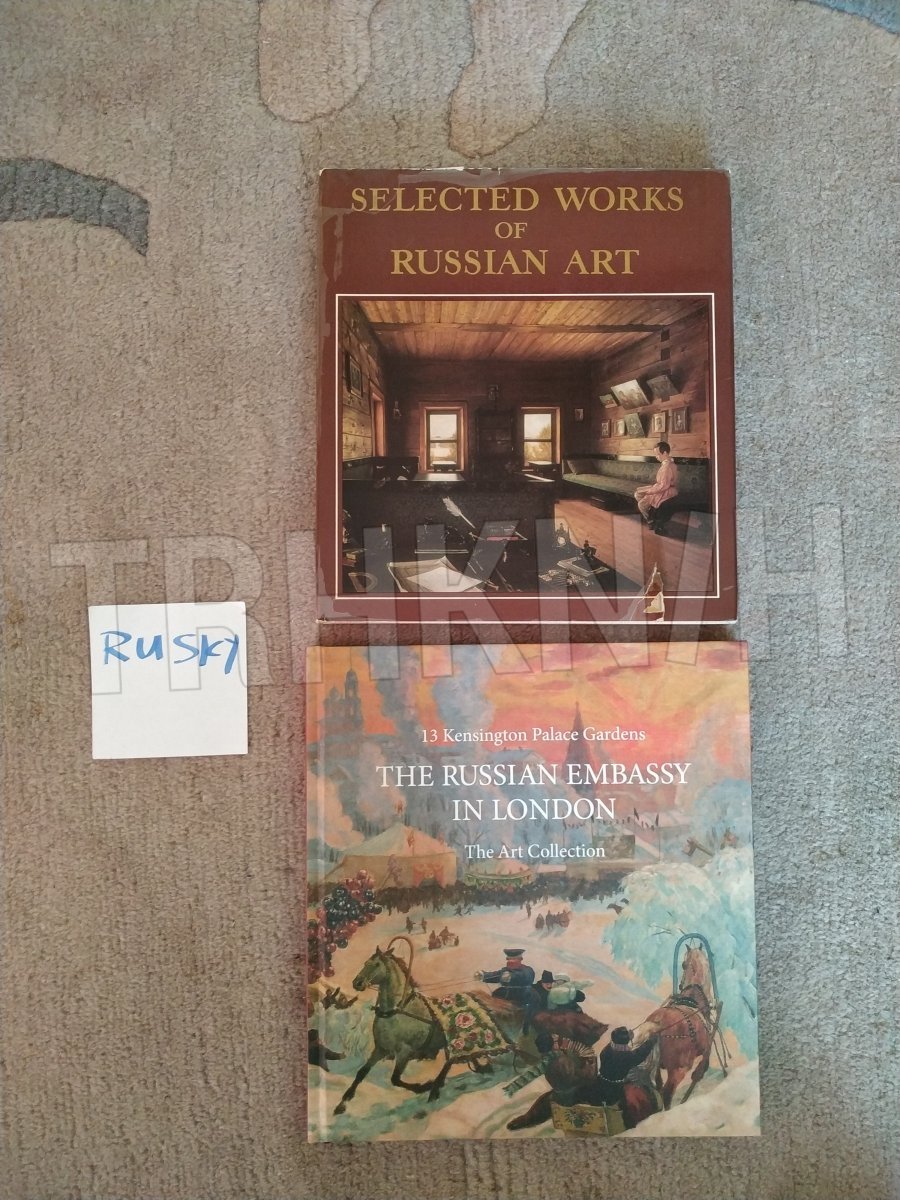 SELECTED WORKS
OF
RUSSIAN ART
RUSKY
13 Kensington Palace Gardens
THE RUSSIAN EMBASSY
IN LONDON
The Art Collection